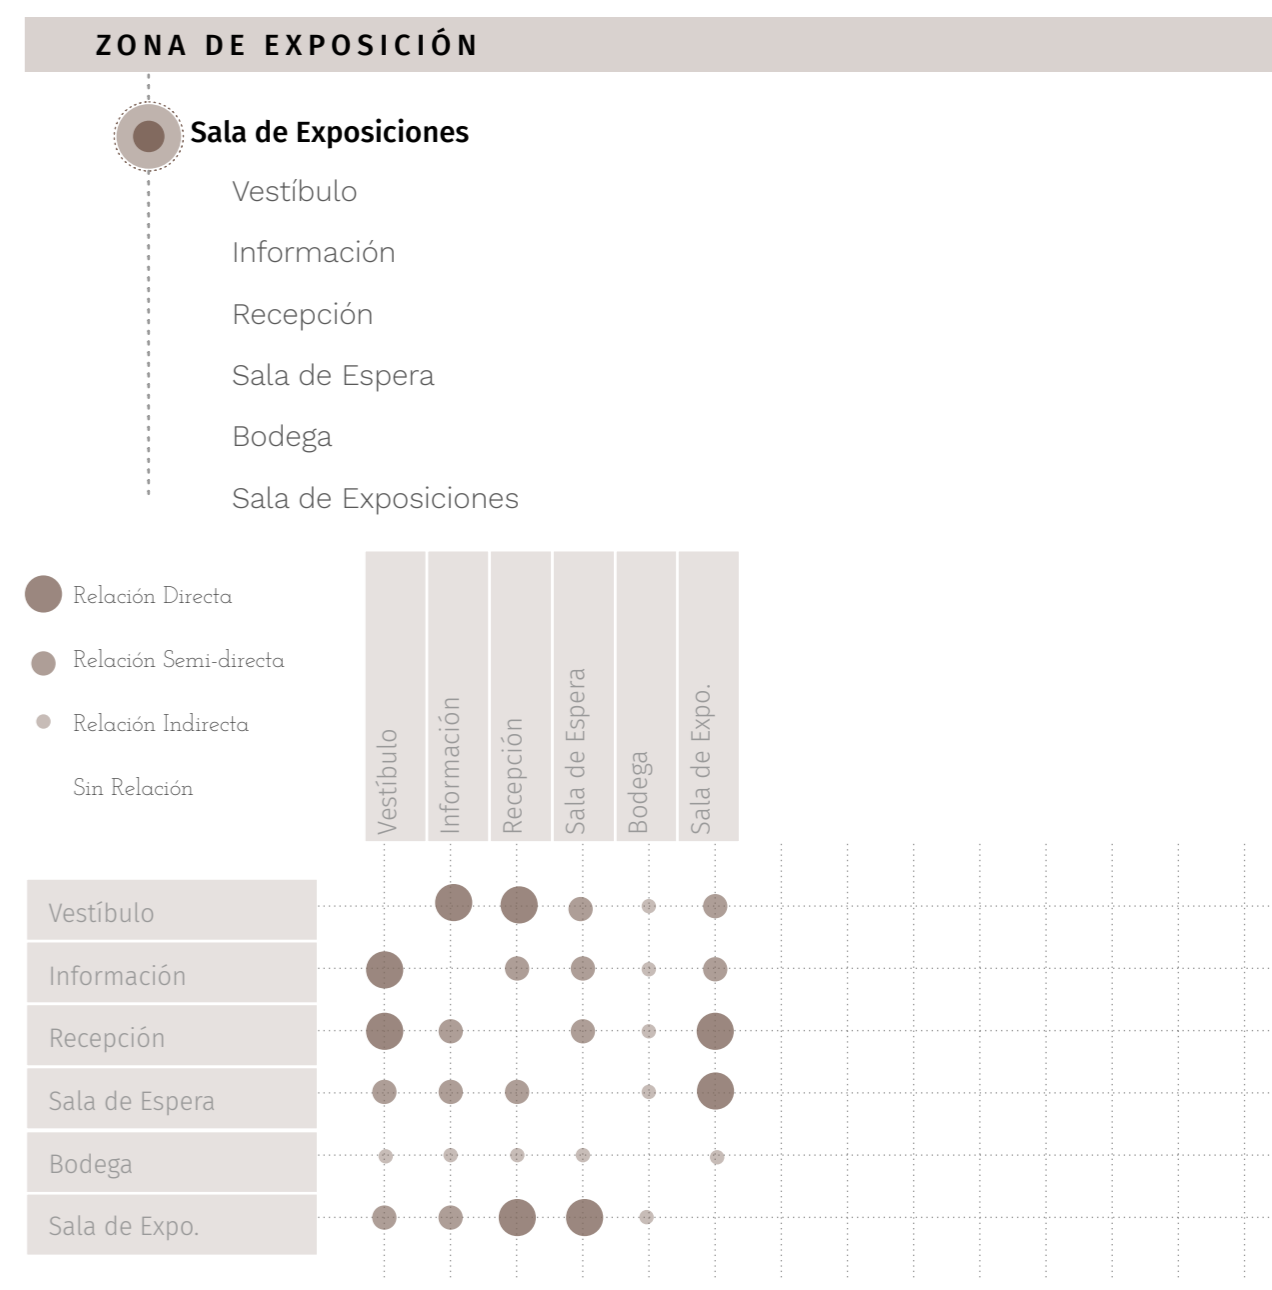 ZONA DE EXPOSICIÓN
Sala de Exposiciones
Vestíbulo
Información
Recepción
Sala de Espera
Bodega
Sala de Exposiciones
Relación Directa
Relación Semi-directa
Relación Indirecta
Sin Relación
Vestíbulo
Información
Recepción
Sala de Espera
Bodega
Sala de Expo.
Vestíbulo
Información
Recepción
Sala de Espera
Bodega
Sala de Expo.